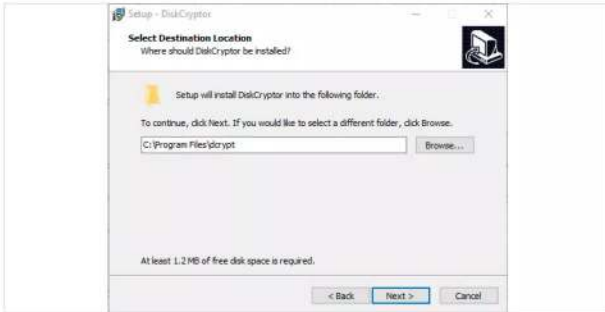 Setup - DiskCryptor
Select Destination Location
Where should DiskCryptor be installed?
Setup will install DiskCryptor into the following folder.
To continue, click Next. If you would like to select a different folder, click Browse.
C:\Program Files\dcrypt
Browse...
At least 1.2 MB of free disk space is required.
< Back
Next >
Cancel